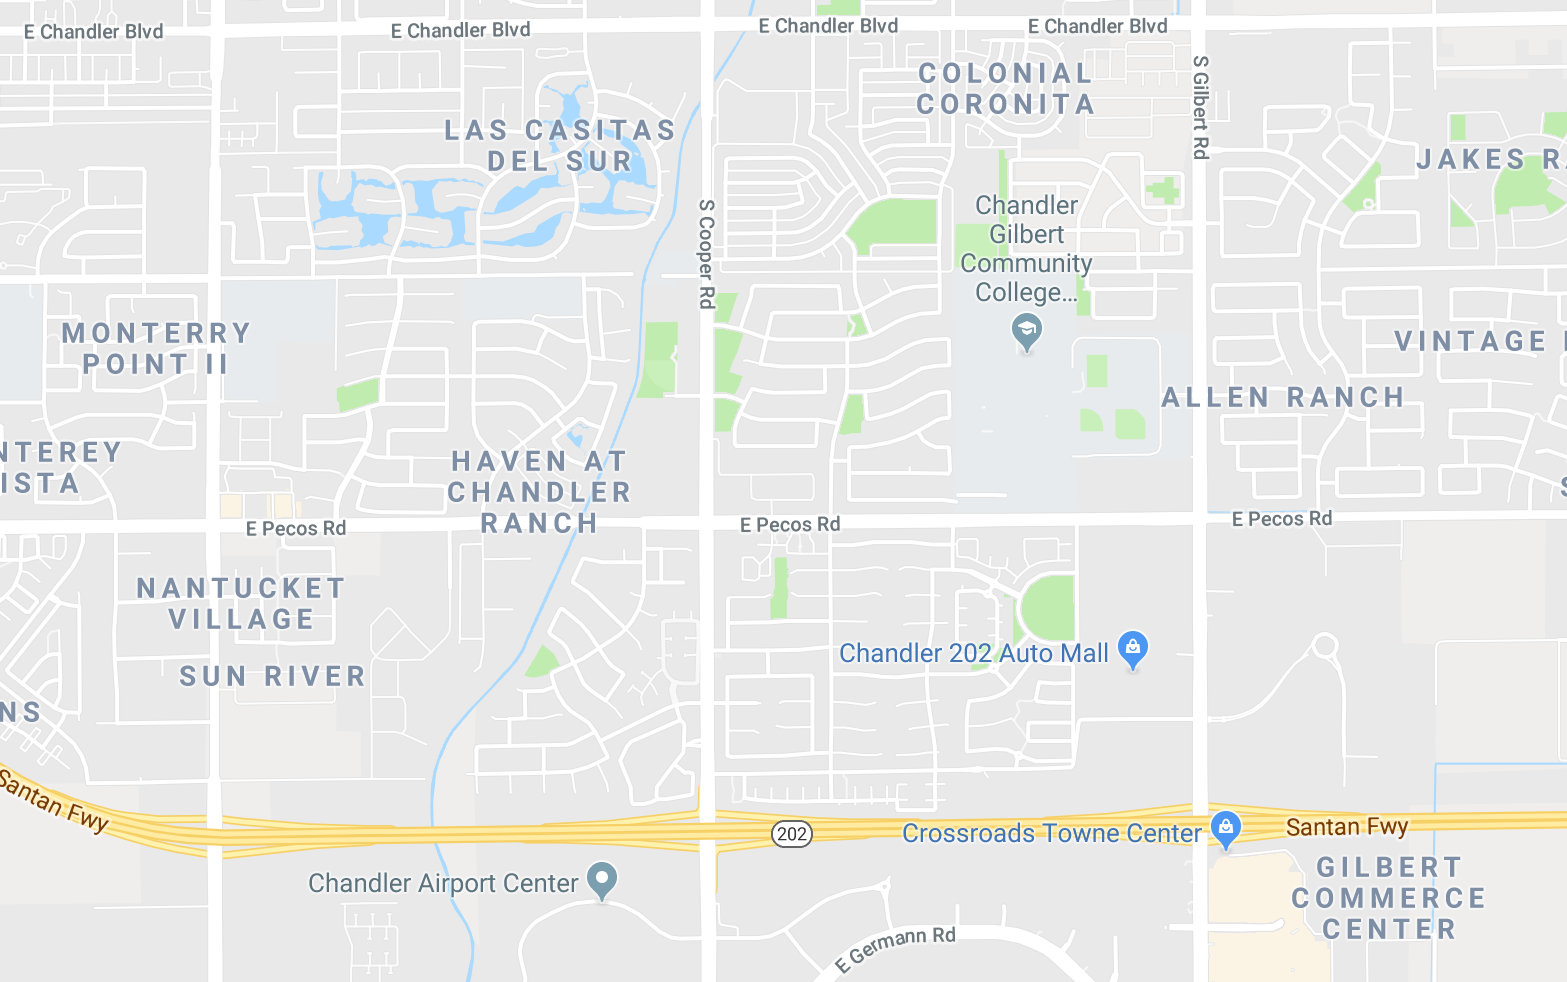 E Chandler Blvd
E Chandler Blvd
E Chandler Blvd
E Chandler Blvd
COLONIAL
CORONITA
S Gilbert Rd
LAS CASITAS
DEL SUR
JAKES RA
S Cooper Rd
Chandler
Gilbert
Community
College...
MONTERRY
POINT II
VINTAGE
ALLEN RANCH
NTEREY
ISTA
HAVEN AT
CHANDLER
RANCH
S
E Pecos Rd
E Pecos Rd
E Pecos Rd
NANTUCKET
VILLAGE
SUN RIVER
Chandler 202 Auto Mall
NS
Santan Fwy
202
Crossroads Towne Center
Santan Fwy
Chandler Airport Center
GILBERT
COMMERCE
CENTER
E Germann Rd